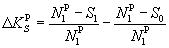 ΔK_S^P = (N_1^P − S_1) / N_1^P − (N_1^P − S_0) / N_1^P